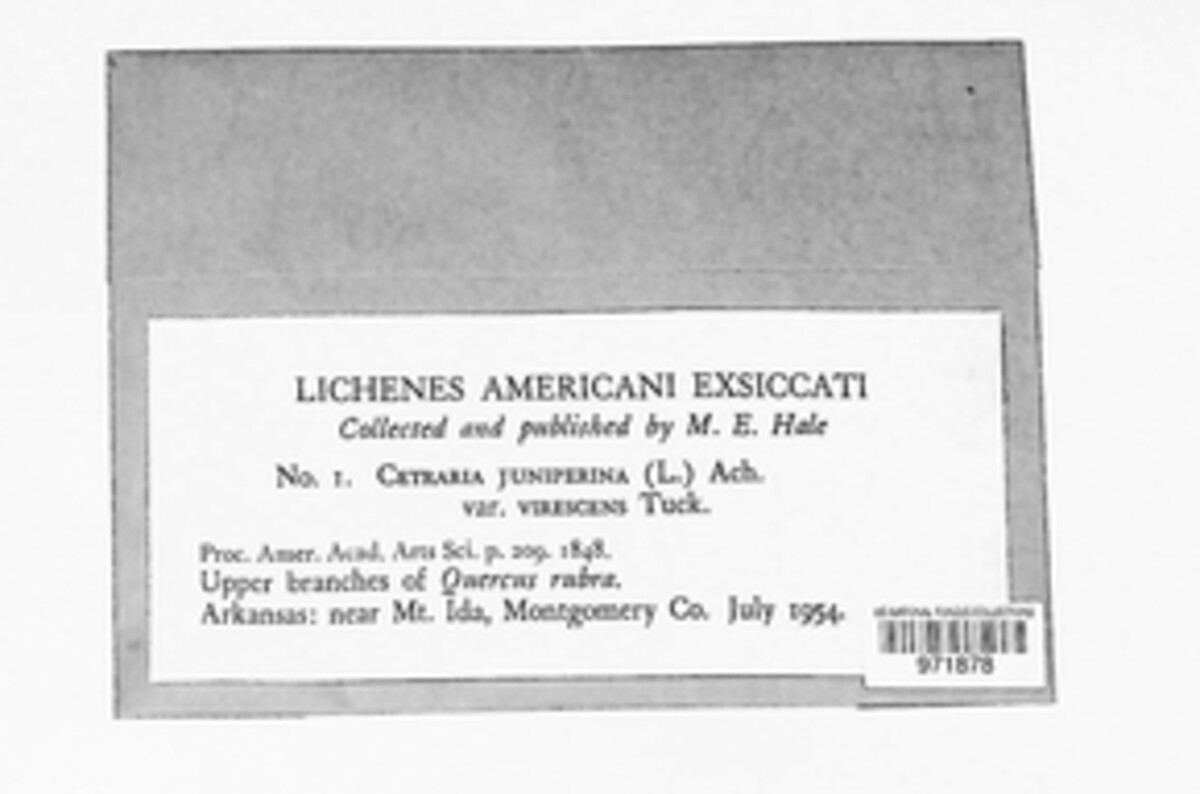 LICHENES AMERICANI EXSICCATI
Collected and published by M. E. Hale
No. 1. CETRARIA JUNIPERINA (L.) Ach.
var. VIRESCENS Tuck.
Proc. Amer. Acad. Arts Sci. p. 209. 1848.
Upper branches of Quercus rubra.
Arkansas: near Mt. Ida, Montgomery Co. July 1954.
971878